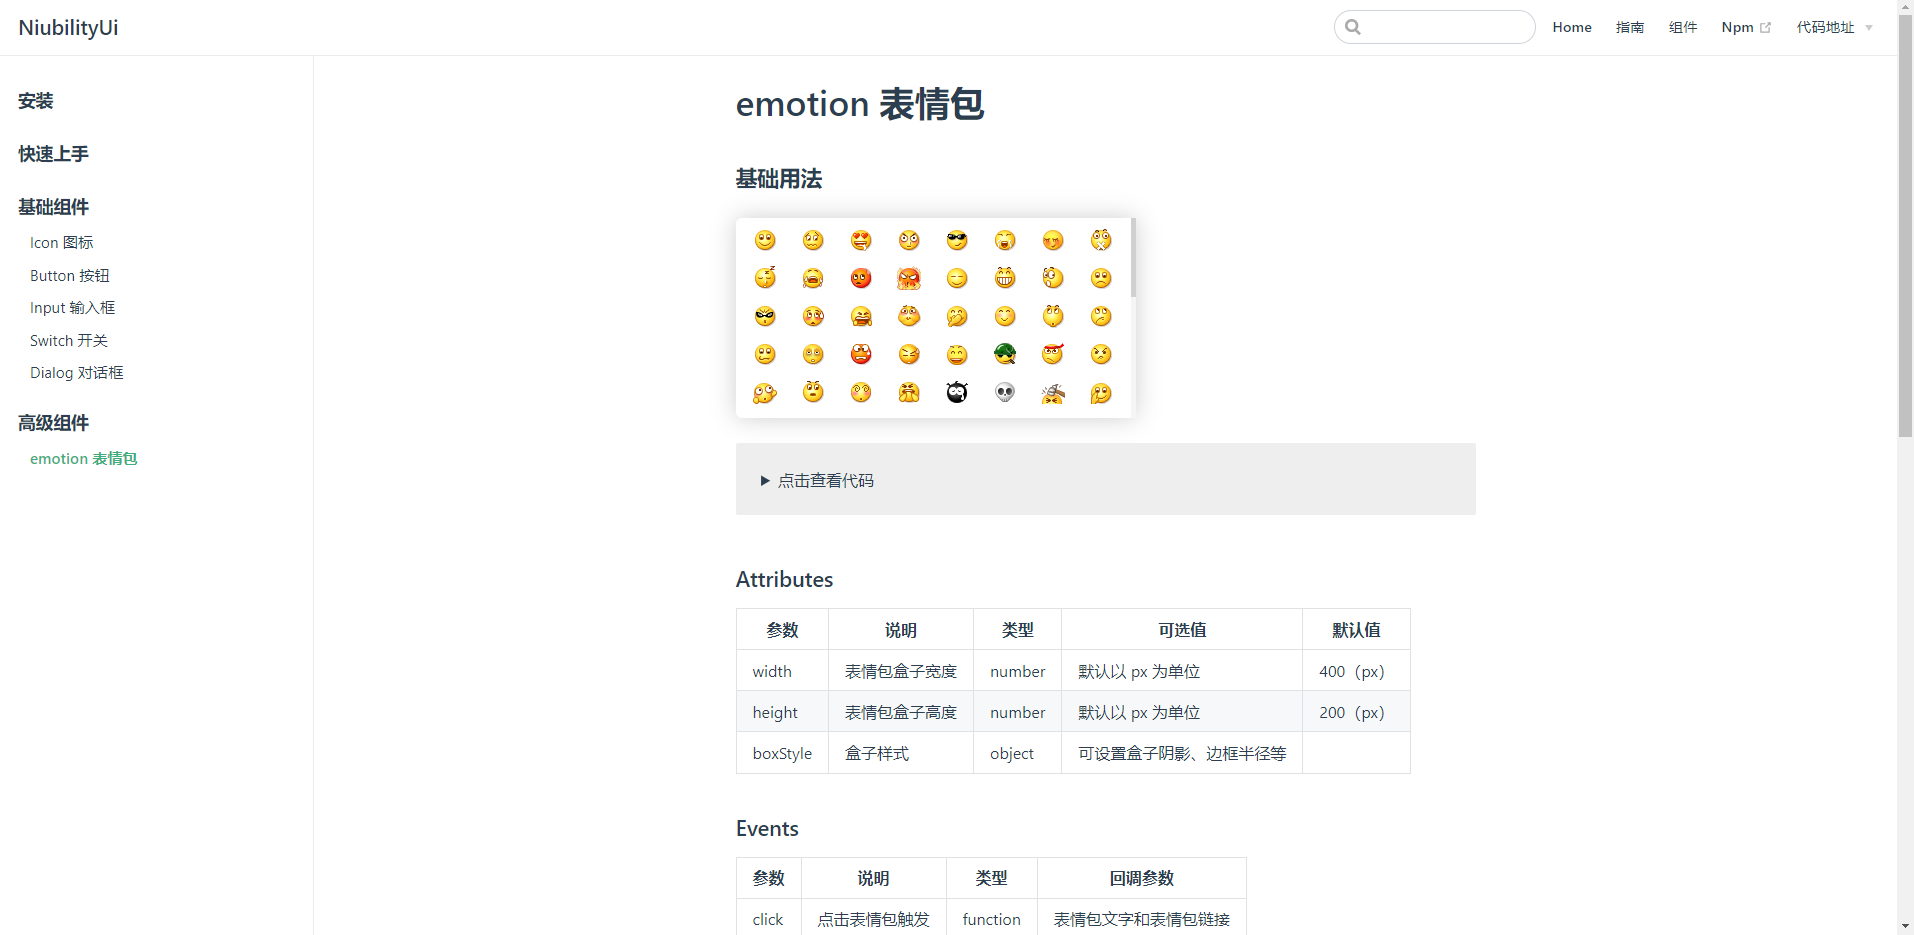 NiubilityUi
Home 指南 组件 Npm 代码地址
安装
快速上手
基础组件
Icon 图标
Button 按钮
Input 输入框
Switch 开关
Dialog 对话框
高级组件
emotion 表情包
emotion 表情包
基础用法
点击查看代码
Attributes
参数 说明 类型 可选值 默认值
width 表情包盒子宽度 number 默认以 px 为单位 400（px）
height 表情包盒子高度 number 默认以 px 为单位 200（px）
boxStyle 盒子样式 object 可设置盒子阴影、边框半径等
Events
参数 说明 类型 回调参数
click 点击表情包触发 function 表情包文字和表情包链接